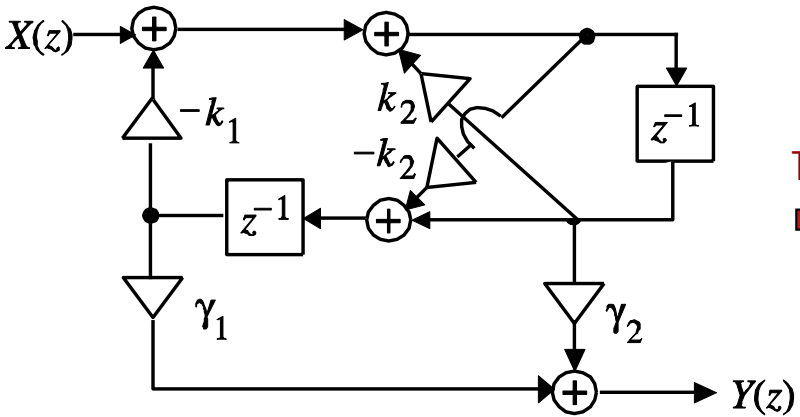 X(z)
−k₁
k₂
−k₂
z⁻¹
z⁻¹
γ₁
γ₂
Y(z)